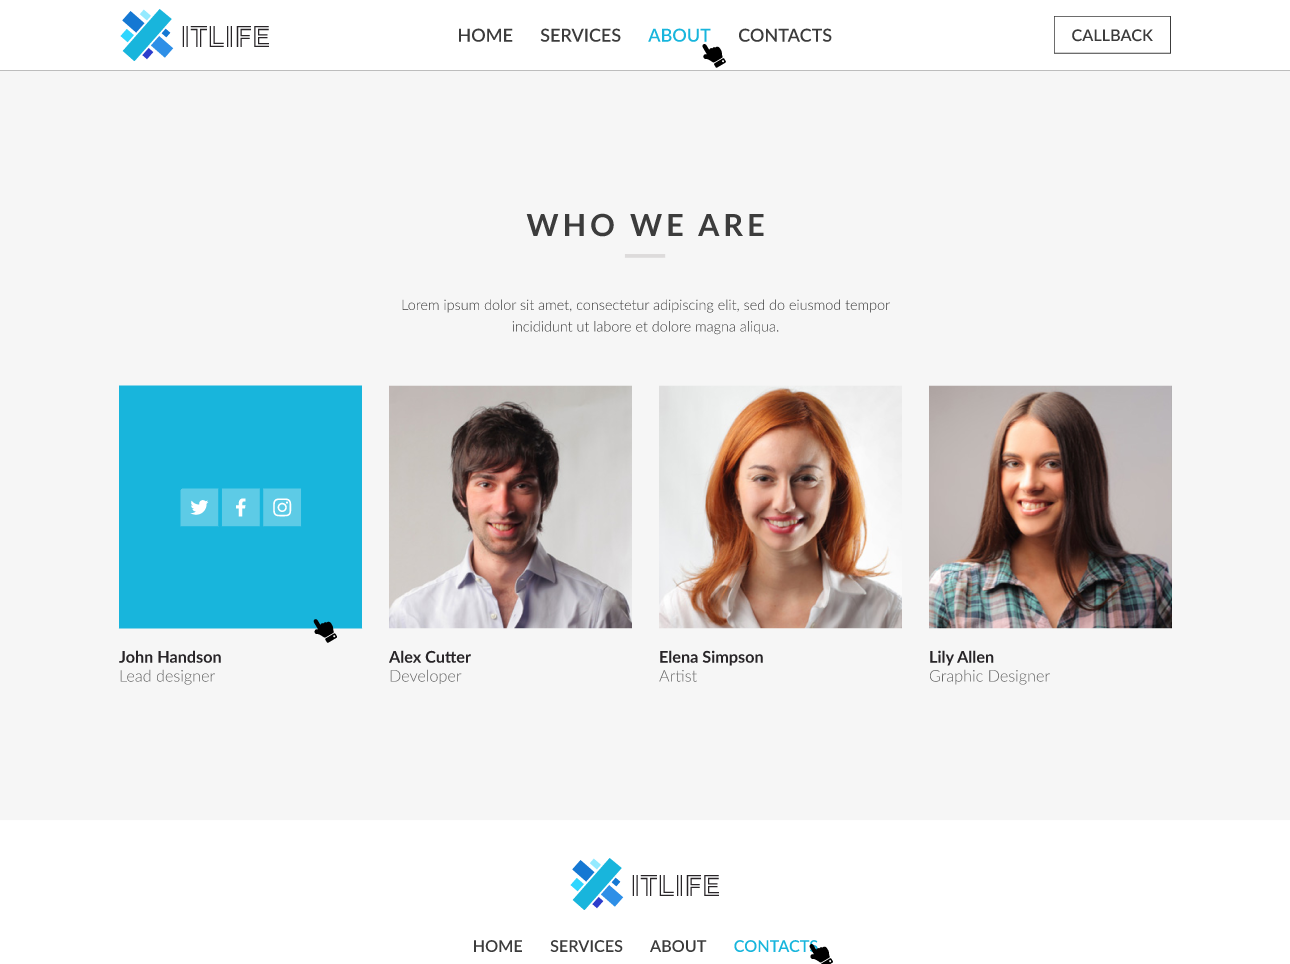 ITLIFE
HOME SERVICES ABOUT CONTACTS
CALLBACK
WHO WE ARE
Lorem ipsum dolor sit amet, consectetur adipiscing elit, sed do eiusmod tempor
incididunt ut labore et dolore magna aliqua.
John Handson
Lead designer
Alex Cutter
Developer
Elena Simpson
Artist
Lily Allen
Graphic Designer
ITLIFE
HOME SERVICES ABOUT CONTACTS